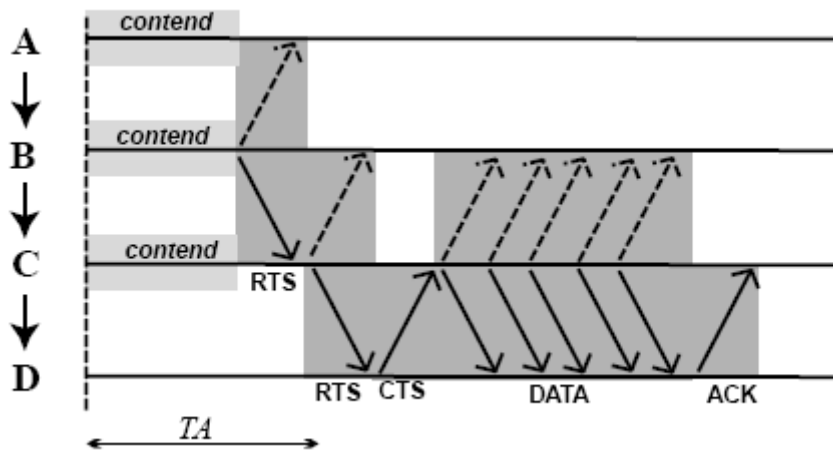 contend
A
contend
B
contend
C
RTS
D
RTS CTS DATA ACK
TA